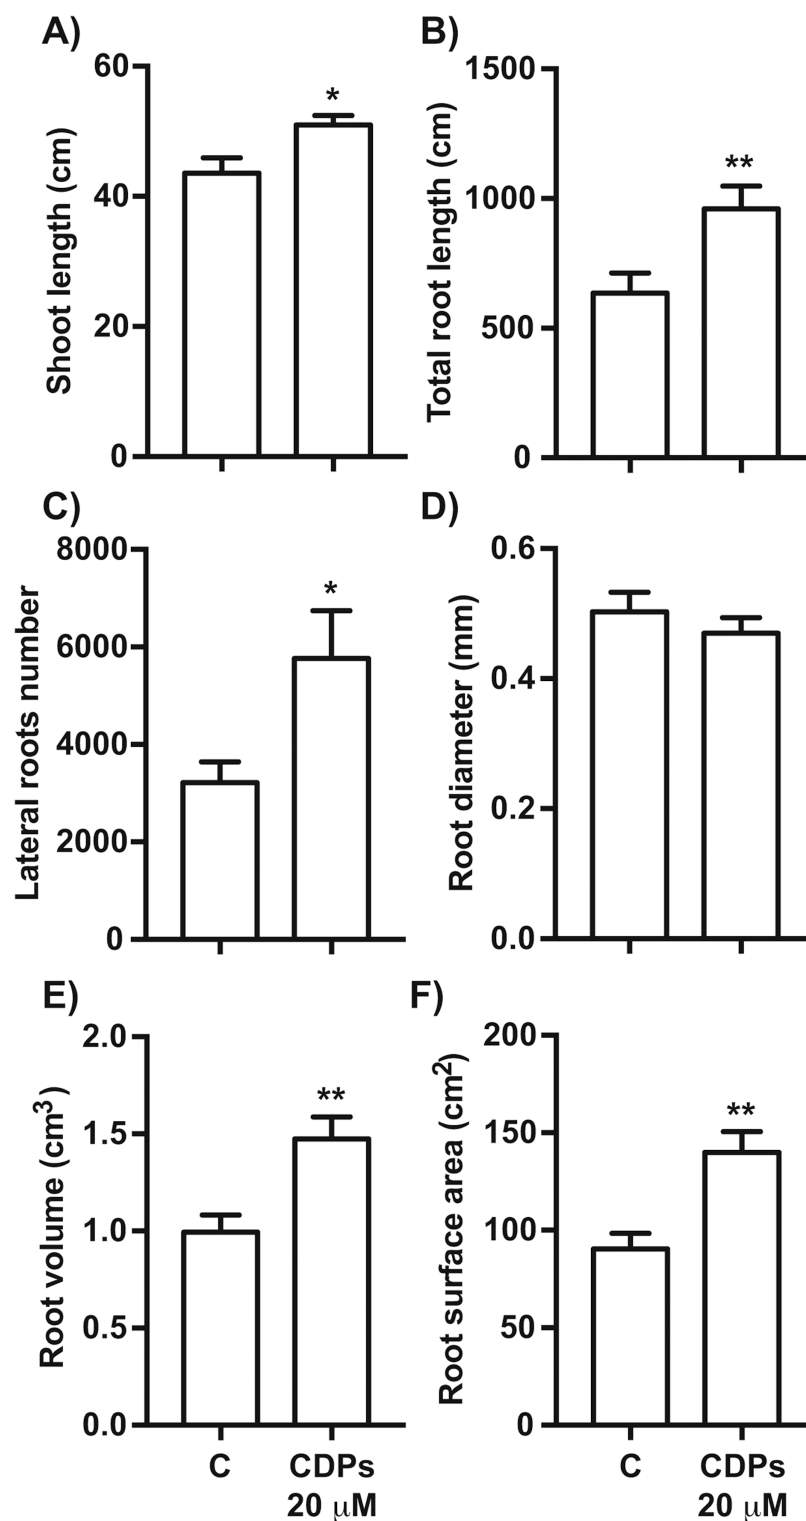 A)
Shoot length (cm)
60
40
20
0
*
B)
Total root length (cm)
1500
1000
500
0
**
C)
Lateral roots number
8000
6000
4000
2000
0
*
D)
Root diameter (mm)
0.6
0.4
0.2
0.0
E)
Root volume (cm³)
2.0
1.5
1.0
0.5
0.0
**
C
CDPs
20 μM
F)
Root surface area (cm²)
200
150
100
50
0
**
C
CDPs
20 μM